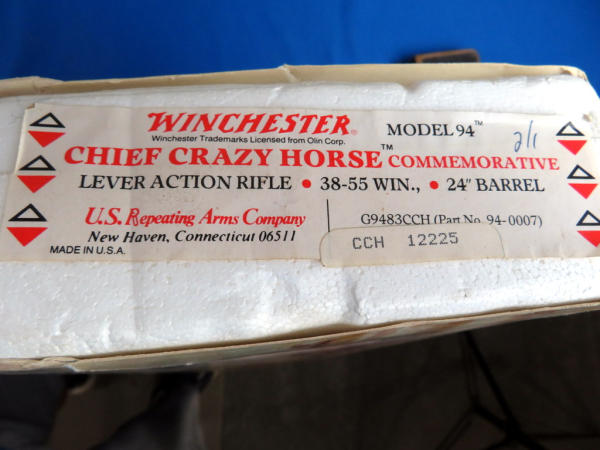 WINCHESTER® MODEL 94™
Winchester Trademarks Licensed from Olin Corp.
2/1
CHIEF CRAZY HORSE™ COMMEMORATIVE
LEVER ACTION RIFLE • 38-55 WIN., • 24" BARREL
U.S. Repeating Arms Company
G9483CCH (Part No. 94-0007)
New Haven, Connecticut 06511
CCH 12225
MADE IN U.S.A.